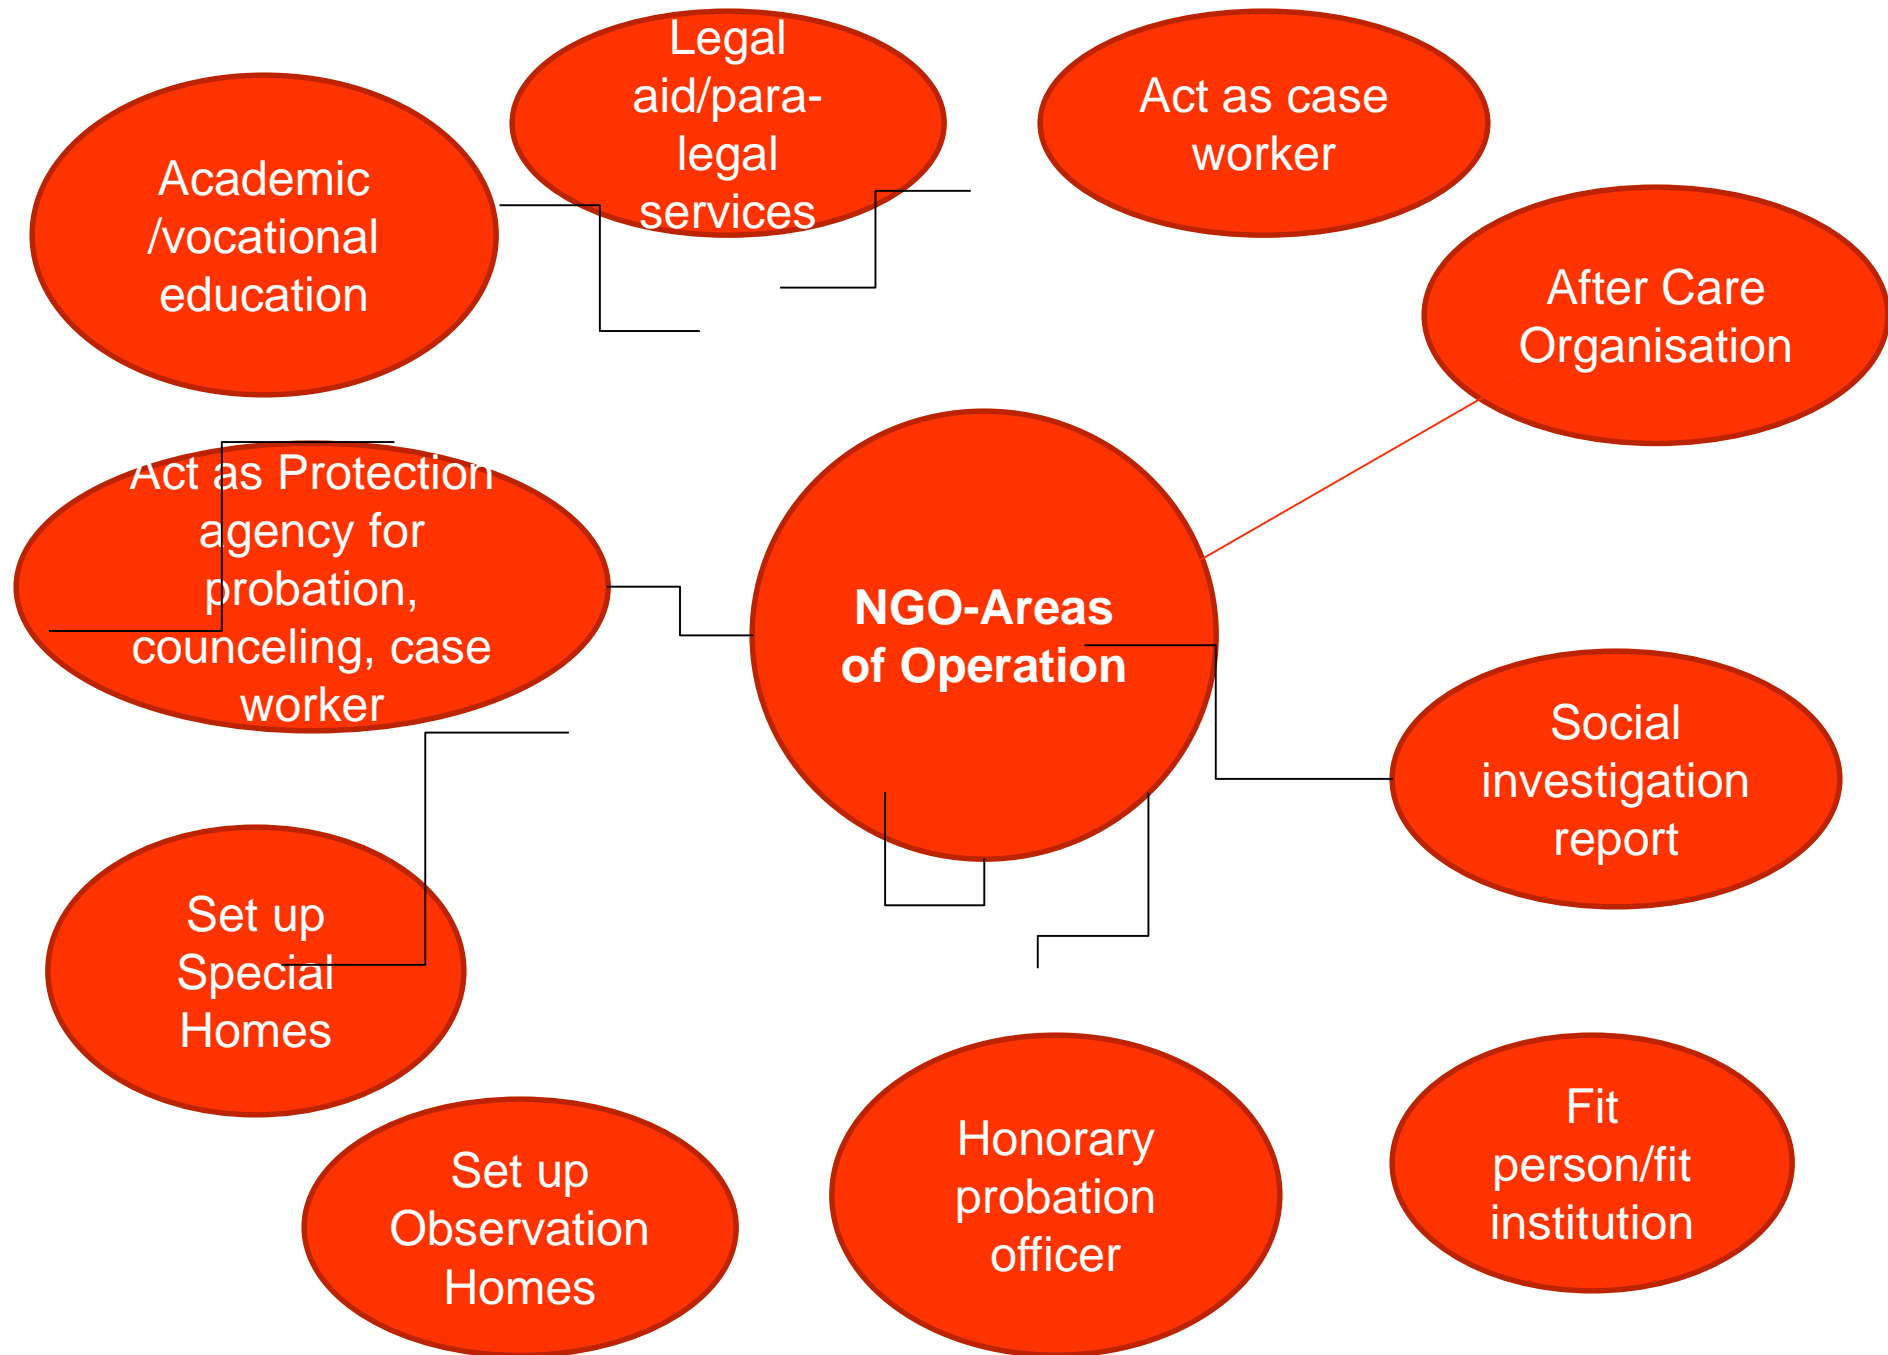 Legal
aid/para-
legal
services
Act as case
worker
Academic
/vocational
education
After Care
Organisation
Act as Protection
agency for
probation,
counceling, case
worker
NGO-Areas
of Operation
Social
investigation
report
Set up
Special
Homes
Set up
Observation
Homes
Honorary
probation
officer
Fit
person/fit
institution